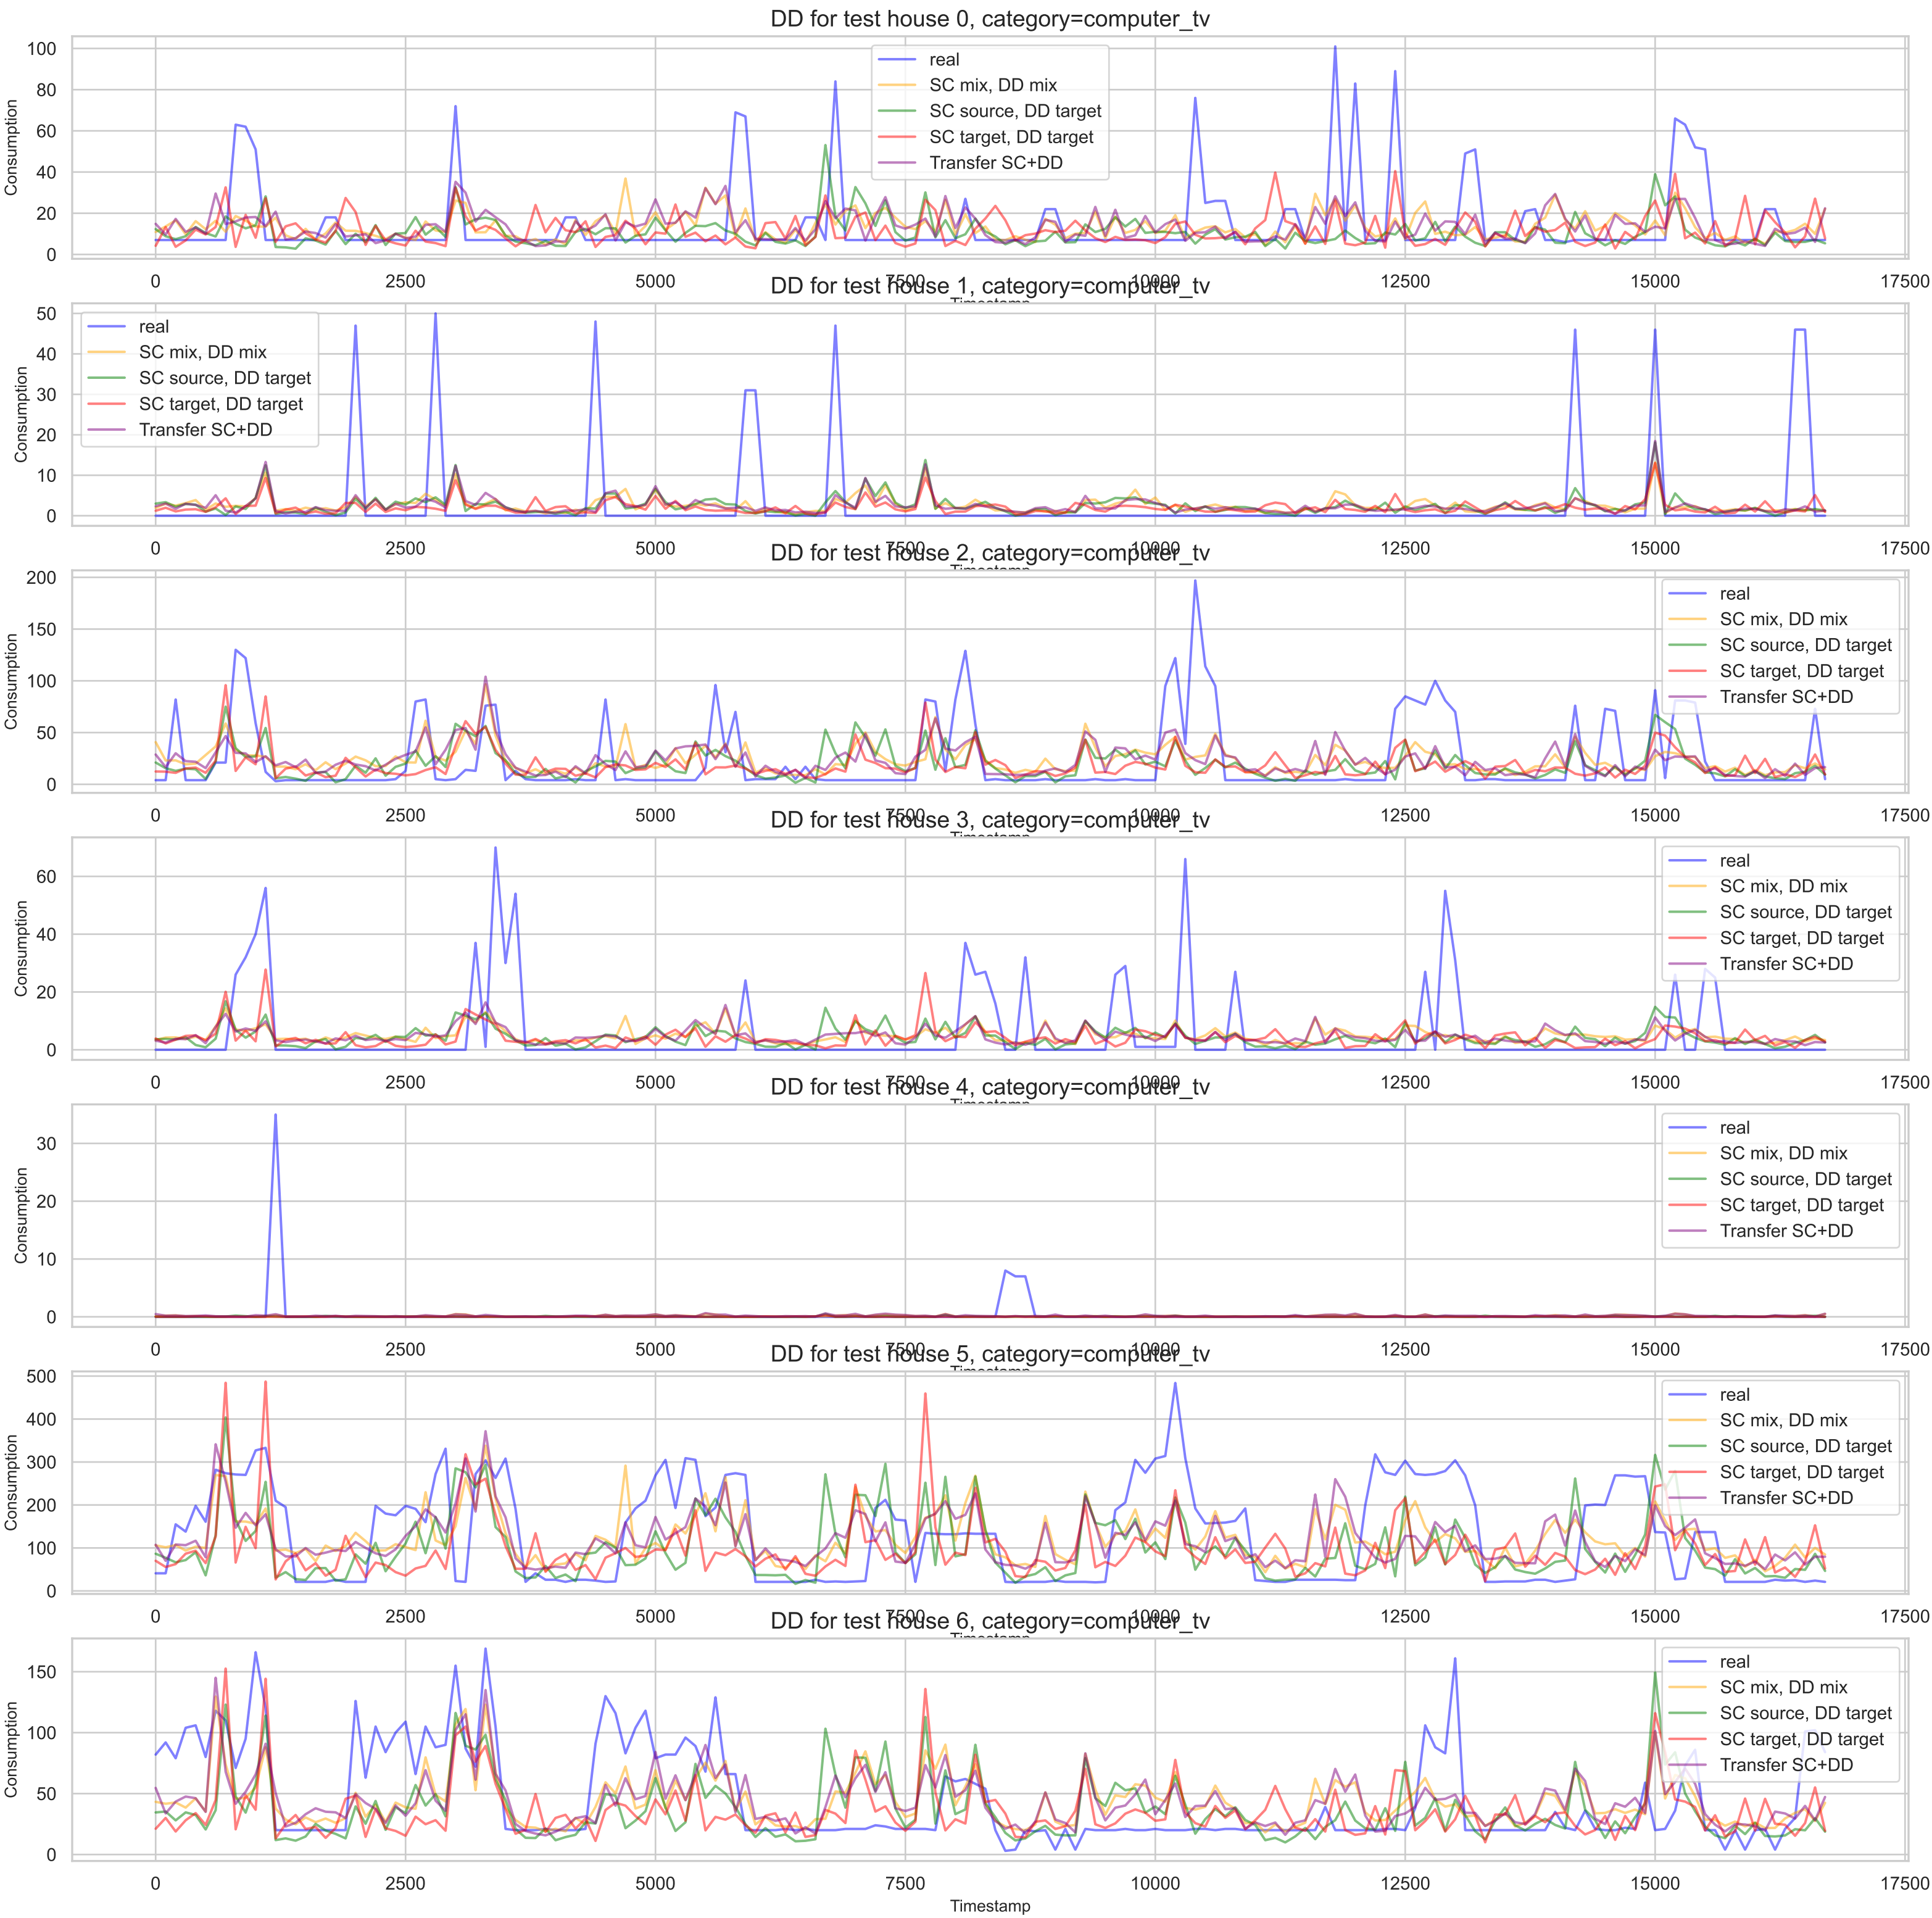 DD for test house 0, category=computer_tv
Consumption
100
80
60
40
20
0
real
SC mix, DD mix
SC source, DD target
SC target, DD target
Transfer SC+DD
0 2500 5000 7500 10000 12500 15000 17500
Timestamp
DD for test house 1, category=computer_tv
Consumption
50
40
30
20
10
0
real
SC mix, DD mix
SC source, DD target
SC target, DD target
Transfer SC+DD
0 2500 5000 7500 10000 12500 15000 17500
Timestamp
DD for test house 2, category=computer_tv
Consumption
200
150
100
50
0
real
SC mix, DD mix
SC source, DD target
SC target, DD target
Transfer SC+DD
0 2500 5000 7500 10000 12500 15000 17500
Timestamp
DD for test house 3, category=computer_tv
Consumption
60
40
20
0
real
SC mix, DD mix
SC source, DD target
SC target, DD target
Transfer SC+DD
0 2500 5000 7500 10000 12500 15000 17500
Timestamp
DD for test house 4, category=computer_tv
Consumption
30
20
10
0
real
SC mix, DD mix
SC source, DD target
SC target, DD target
Transfer SC+DD
0 2500 5000 7500 10000 12500 15000 17500
Timestamp
DD for test house 5, category=computer_tv
Consumption
500
400
300
200
100
0
real
SC mix, DD mix
SC source, DD target
SC target, DD target
Transfer SC+DD
0 2500 5000 7500 10000 12500 15000 17500
Timestamp
DD for test house 6, category=computer_tv
Consumption
150
100
50
0
real
SC mix, DD mix
SC source, DD target
SC target, DD target
Transfer SC+DD
0 2500 5000 7500 10000 12500 15000 17500
Timestamp